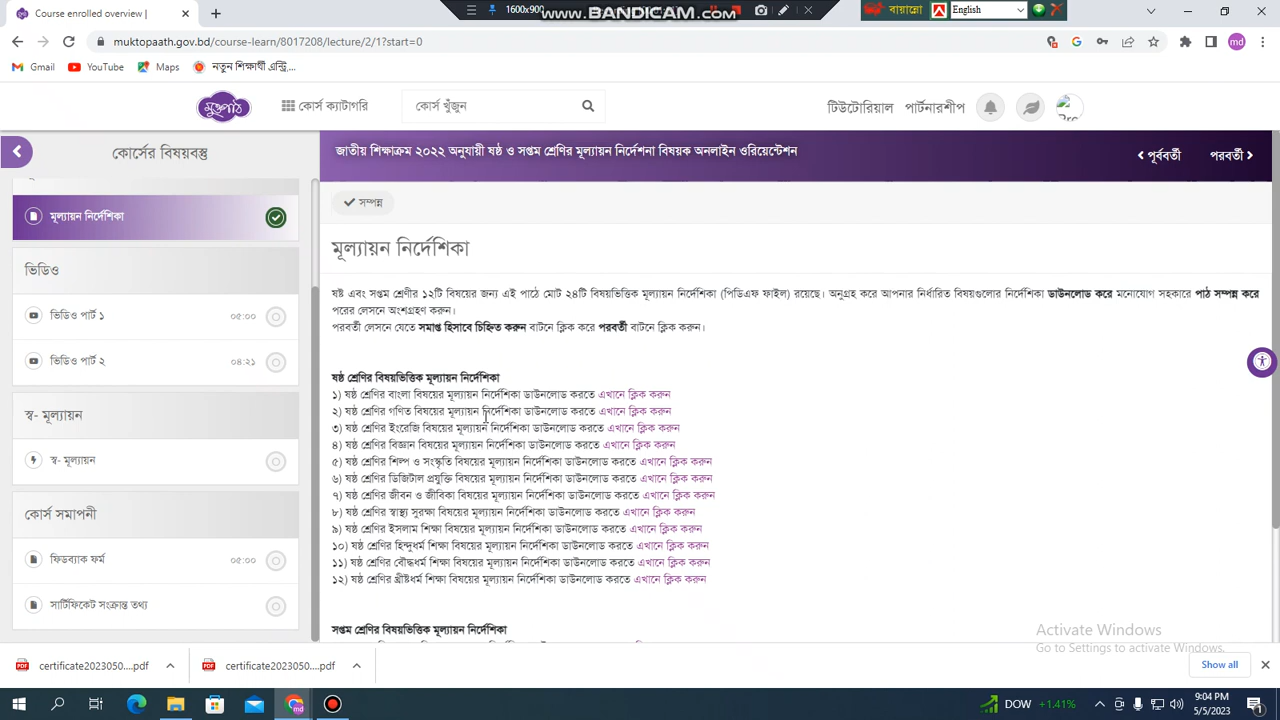 Course enrolled overview |
1600x900
www.BANDICAM.com
বায়ান্নো
English
muktopaath.gov.bd/course-learn/8017208/lecture/2/1?start=0
md
Gmail
YouTube
Maps
নতুন শিক্ষার্থী এন্ট্রি...
মুক্তপাঠ
কোর্স ক্যাটাগরি
কোর্স খুঁজুন
টিউটোরিয়াল
পার্টনারশীপ
কোর্সের বিষয়বস্তু
জাতীয় শিক্ষাক্রম ২০২২ অনুযায়ী ষষ্ঠ ও সপ্তম শ্রেণির মূল্যায়ন নির্দেশনা বিষয়ক অনলাইন ওরিয়েন্টেশন
পূর্ববর্তী
পরবর্তী
মূল্যায়ন নির্দেশিকা
ভিডিও
ভিডিও পার্ট ১
০৫:০০
ভিডিও পার্ট ২
০৪:২১
স্ব- মূল্যায়ন
স্ব- মূল্যায়ন
কোর্স সমাপনী
ফিডব্যাক ফর্ম
০৫:০০
সার্টিফিকেট সংক্রান্ত তথ্য
সম্পন্ন
মূল্যায়ন নির্দেশিকা
ষষ্ট এবং সপ্তম শ্রেণীর ১২টি বিষয়ের জন্য এই পাঠে মোট ২৪টি বিষয়ভিত্তিক মূল্যায়ন নির্দেশিকা (পিডিএফ ফাইল) রয়েছে। অনুগ্রহ করে আপনার নির্ধারিত বিষয়গুলোর নির্দেশিকা ডাউনলোড করে মনোযোগ সহকারে পাঠ সম্পন্ন করে
পরের লেসনে অংশগ্রহণ করুন।
পরবর্তী লেসনে যেতে সমাপ্ত হিসাবে চিহ্নিত করুন বাটনে ক্লিক করে পরবর্তী বাটনে ক্লিক করুন।
ষষ্ঠ শ্রেণির বিষয়ভিত্তিক মূল্যায়ন নির্দেশিকা
১) ষষ্ঠ শ্রেণির বাংলা বিষয়ের মূল্যায়ন নির্দেশিকা ডাউনলোড করতে এখানে ক্লিক করুন
২) ষষ্ঠ শ্রেণির গণিত বিষয়ের মূল্যায়ন নির্দেশিকা ডাউনলোড করতে এখানে ক্লিক করুন
৩) ষষ্ঠ শ্রেণির ইংরেজি বিষয়ের মূল্যায়ন নির্দেশিকা ডাউনলোড করতে এখানে ক্লিক করুন
৪) ষষ্ঠ শ্রেণির বিজ্ঞান বিষয়ের মূল্যায়ন নির্দেশিকা ডাউনলোড করতে এখানে ক্লিক করুন
৫) ষষ্ঠ শ্রেণির শিল্প ও সংস্কৃতি বিষয়ের মূল্যায়ন নির্দেশিকা ডাউনলোড করতে এখানে ক্লিক করুন
৬) ষষ্ঠ শ্রেণির ডিজিটাল প্রযুক্তি বিষয়ের মূল্যায়ন নির্দেশিকা ডাউনলোড করতে এখানে ক্লিক করুন
৭) ষষ্ঠ শ্রেণির জীবন ও জীবিকা বিষয়ের মূল্যায়ন নির্দেশিকা ডাউনলোড করতে এখানে ক্লিক করুন
৮) ষষ্ঠ শ্রেণির স্বাস্থ্য সুরক্ষা বিষয়ের মূল্যায়ন নির্দেশিকা ডাউনলোড করতে এখানে ক্লিক করুন
৯) ষষ্ঠ শ্রেণির ইসলাম শিক্ষা বিষয়ের মূল্যায়ন নির্দেশিকা ডাউনলোড করতে এখানে ক্লিক করুন
১০) ষষ্ঠ শ্রেণির হিন্দুধর্ম শিক্ষা বিষয়ের মূল্যায়ন নির্দেশিকা ডাউনলোড করতে এখানে ক্লিক করুন
১১) ষষ্ঠ শ্রেণির বৌদ্ধধর্ম শিক্ষা বিষয়ের মূল্যায়ন নির্দেশিকা ডাউনলোড করতে এখানে ক্লিক করুন
১২) ষষ্ঠ শ্রেণির খ্রীষ্টধর্ম শিক্ষা বিষয়ের মূল্যায়ন নির্দেশিকা ডাউনলোড করতে এখানে ক্লিক করুন
সপ্তম শ্রেণির বিষয়ভিত্তিক মূল্যায়ন নির্দেশিকা
Activate Windows
Go to Settings to activate Windows.
certificate2023050....pdf
certificate2023050....pdf
Show all
DOW +1.41%
9:04 PM
5/5/2023